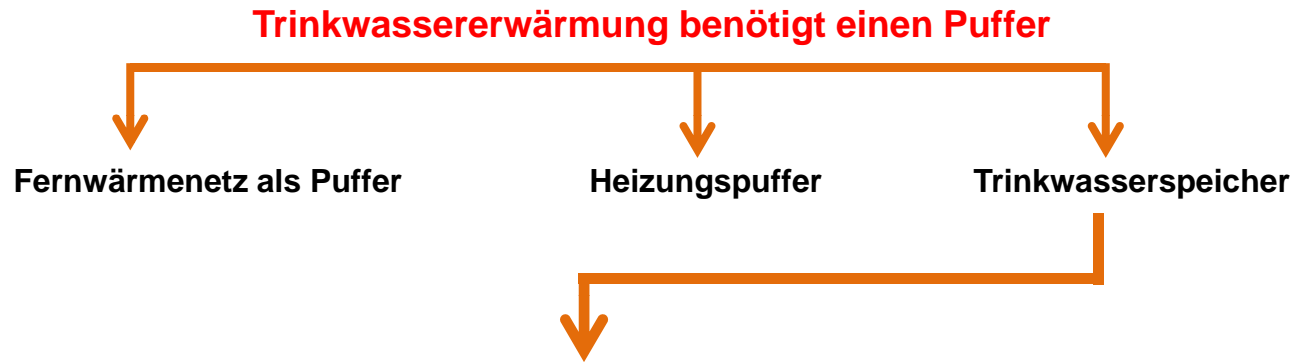 Trinkwassererwärmung benötigt einen Puffer
Fernwärmenetz als Puffer
Heizungspuffer
Trinkwasserspeicher